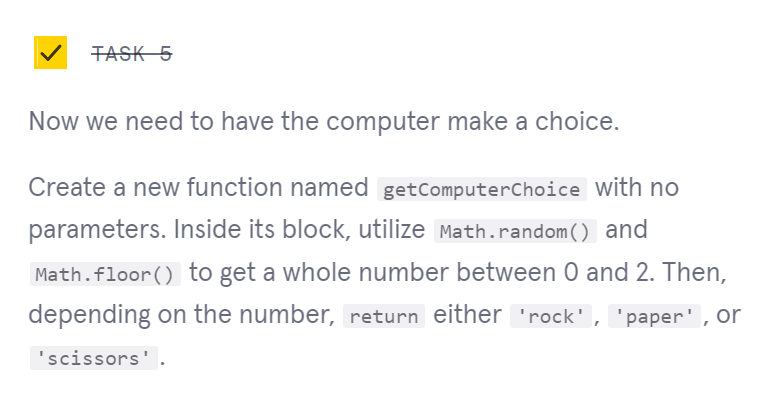 TASK 5
Now we need to have the computer make a choice.
Create a new function named getComputerChoice with no
parameters. Inside its block, utilize Math.random() and
Math.floor() to get a whole number between 0 and 2. Then,
depending on the number, return either 'rock', 'paper', or
'scissors'.